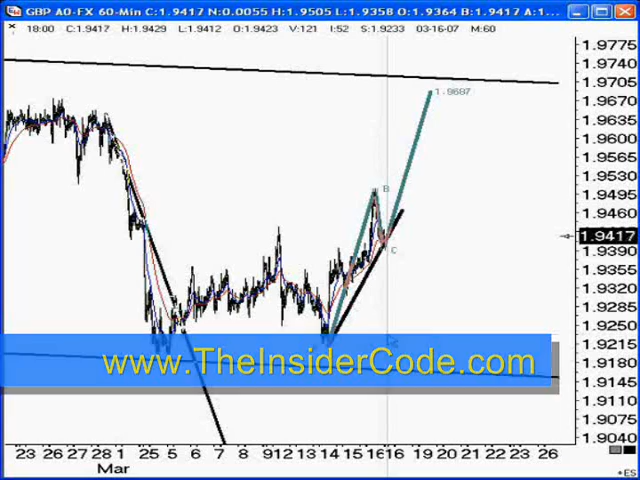 GBP A0-FX 60-Min C:1.9417 N:0.0055 H:1.9505 L:1.9358 O:1.9364 B:1.9417 A:1...
18:00 C:1.9417 H:1.9429 L:1.9412 O:1.9423 V:121 I:52 S:1.9233 03-16-07 M:60
1.9775
1.9740
1.9705
1.9670
1.9635
1.9600
1.9565
1.9530
1.9495
1.9460
1.9417
1.9390
1.9355
1.9320
1.9285
1.9250
1.9215
1.9180
1.9145
1.9110
1.9075
1.9040
1.9687
B
C
www.TheInsiderCode.com
23 26 27 28 1 25 5 6 7 8 912 13 14 15 1616 19 20 21 22 23 26
Mar
+ES